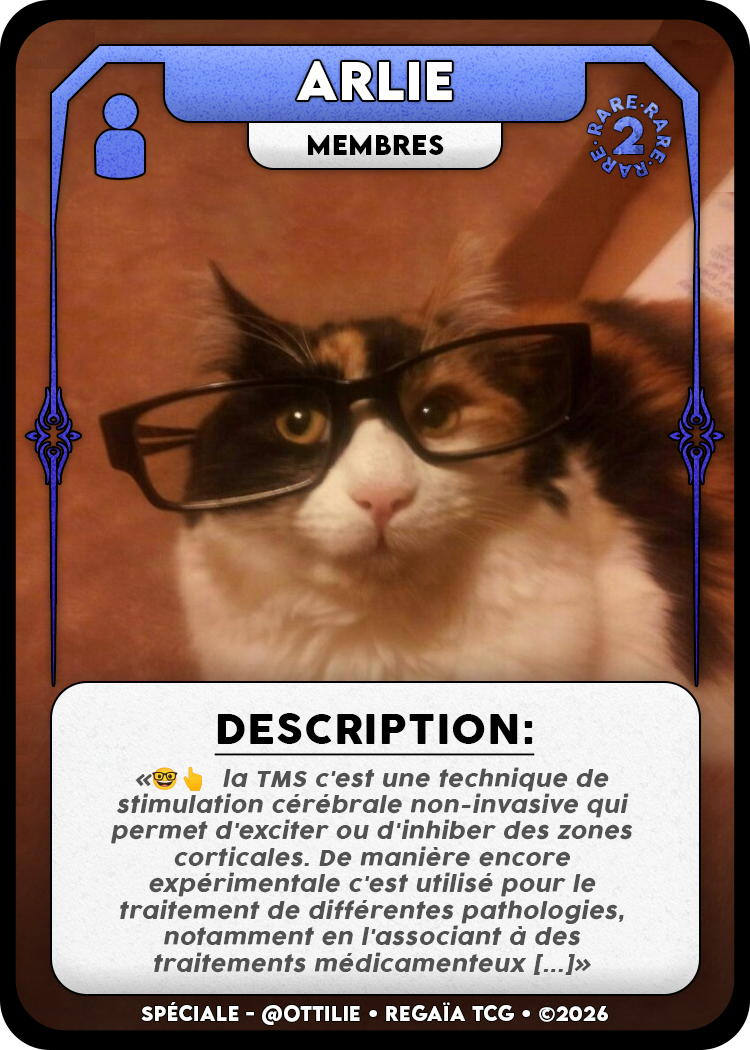 ARLIE
MEMBRES
RARE·RARE·RARE·
2
DESCRIPTION:
«🤓👆 la TMS c'est une technique de
stimulation cérébrale non-invasive qui
permet d'exciter ou d'inhiber des zones
corticales. De manière encore
expérimentale c'est utilisé pour le
traitement de différentes pathologies,
notamment en l'associant à des
traitements médicamenteux [...]»
SPÉCIALE - @OTTILIE • REGAÏA TCG • ©2026